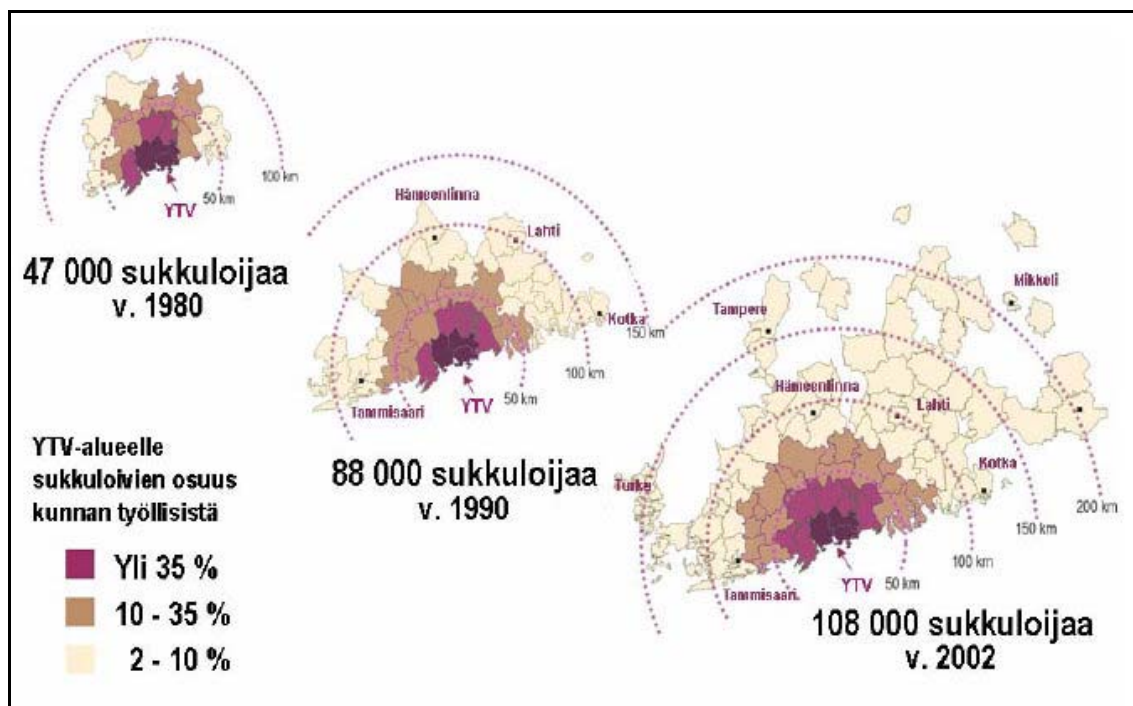 100 km
50 km
YTV
47 000 sukkuloijaa
v. 1980
Hämeenlinna
Lahti
Kotka
150 km
100 km
50 km
Tammisaari
YTV
88 000 sukkuloijaa
v. 1990
Mikkeli
Tampere
Hämeenlinna
Lahti
Kotka
Turku
200 km
150 km
100 km
50 km
Tammisaari
YTV
108 000 sukkuloijaa
v. 2002
YTV-alueelle
sukkuloivien osuus
kunnan työllisistä
Yli 35 %
10 - 35 %
2 - 10 %